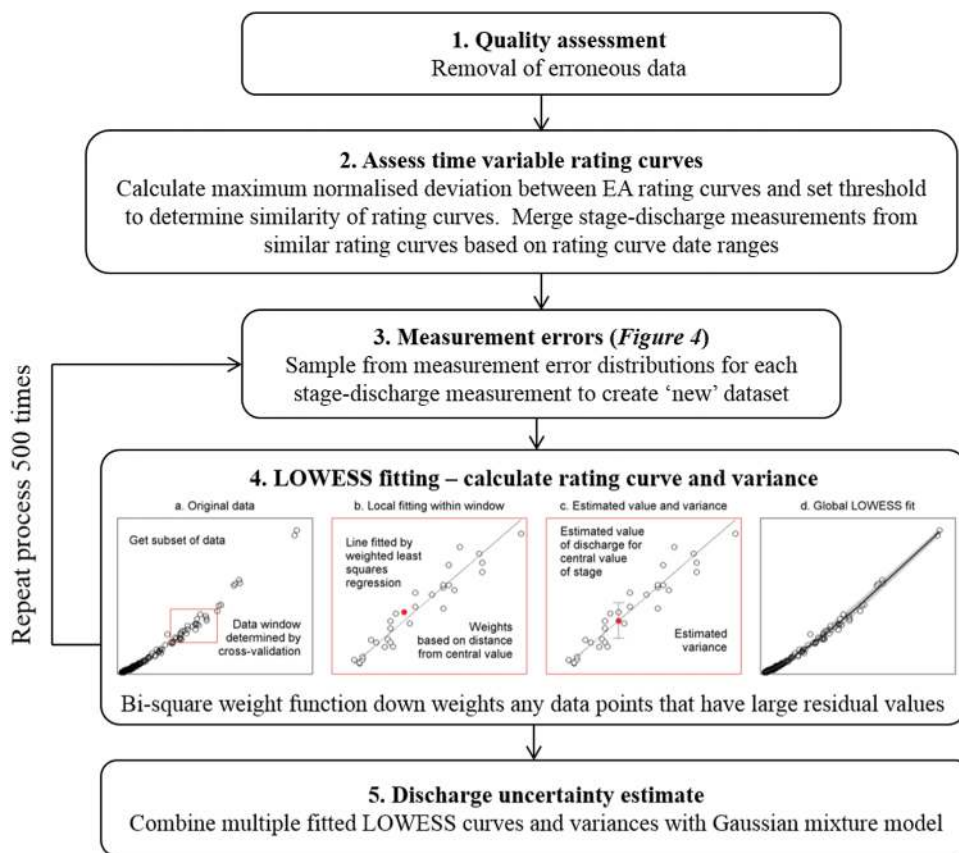 1. Quality assessment
Removal of erroneous data
2. Assess time variable rating curves
Calculate maximum normalised deviation between EA rating curves and set threshold
to determine similarity of rating curves. Merge stage-discharge measurements from
similar rating curves based on rating curve date ranges
3. Measurement errors (Figure 4)
Sample from measurement error distributions for each
stage-discharge measurement to create ‘new’ dataset
Repeat process 500 times
4. LOWESS fitting – calculate rating curve and variance
a. Original data
Get subset of data
Data window
determined by
cross-validation
b. Local fitting within window
Line fitted by
weighted least
squares
regression
Weights
based on distance
from central value
c. Estimated value and variance
Estimated value
of discharge for
central value
of stage
Estimated
variance
d. Global LOWESS fit
Bi-square weight function down weights any data points that have large residual values
5. Discharge uncertainty estimate
Combine multiple fitted LOWESS curves and variances with Gaussian mixture model